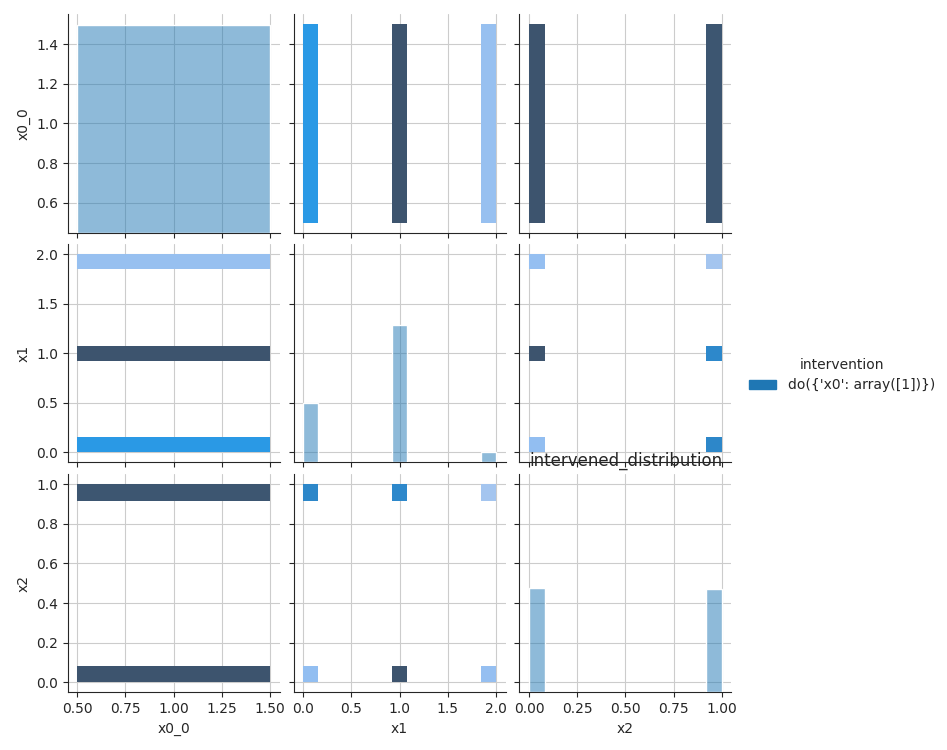 1.4
1.2
1.0
0.8
0.6
x0_0
2.0
1.5
1.0
0.5
0.0
x1
intervention
do({'x0': array([1])})
intervened_distribution
1.0
0.8
0.6
0.4
0.2
0.0
x2
0.50 0.75 1.00 1.25 1.50
0.0 0.5 1.0 1.5 2.0
0.00 0.25 0.50 0.75 1.00
x0_0
x1
x2